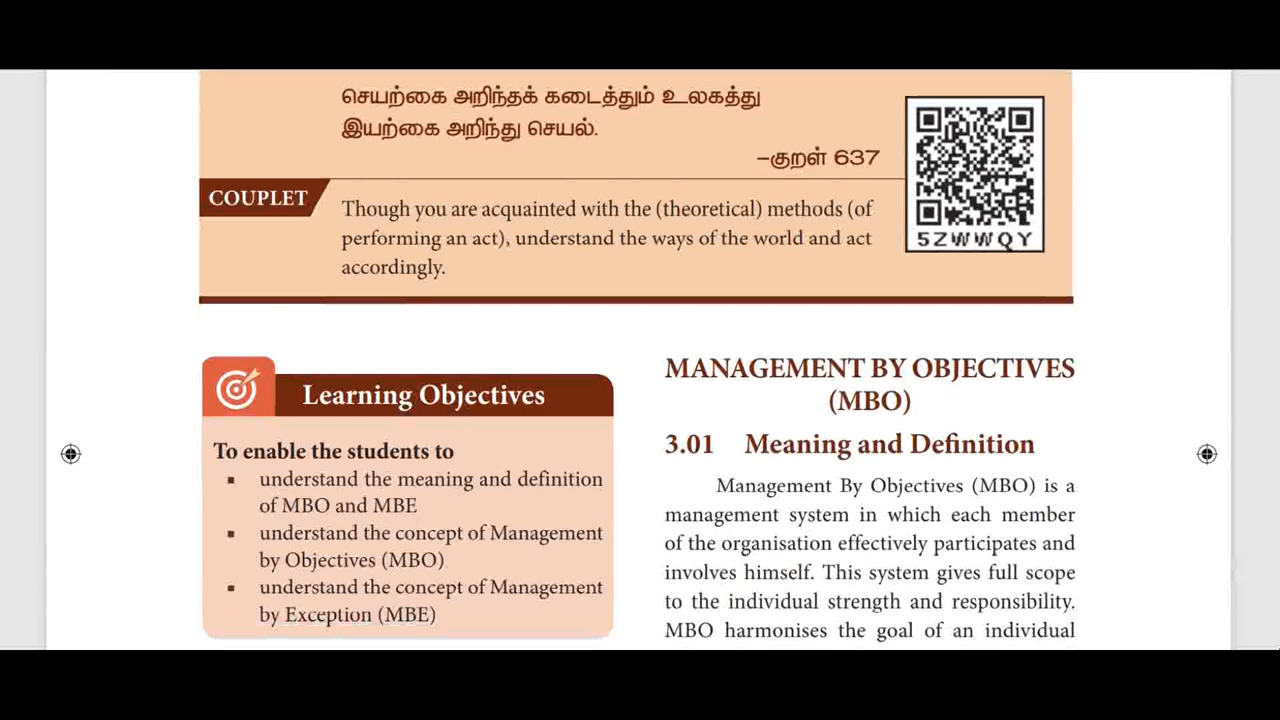 செயற்கை அறிந்தக் கடைத்தும் உலகத்து
இயற்கை அறிந்து செயல்.
–குறள் 637
COUPLET
Though you are acquainted with the (theoretical) methods (of
performing an act), understand the ways of the world and act
accordingly.
5ZWWQY
Learning Objectives
To enable the students to
▪ understand the meaning and definition
of MBO and MBE
▪ understand the concept of Management
by Objectives (MBO)
▪ understand the concept of Management
by Exception (MBE)
MANAGEMENT BY OBJECTIVES
(MBO)
3.01 Meaning and Definition
Management By Objectives (MBO) is a
management system in which each member
of the organisation effectively participates and
involves himself. This system gives full scope
to the individual strength and responsibility.
MBO harmonises the goal of an individual